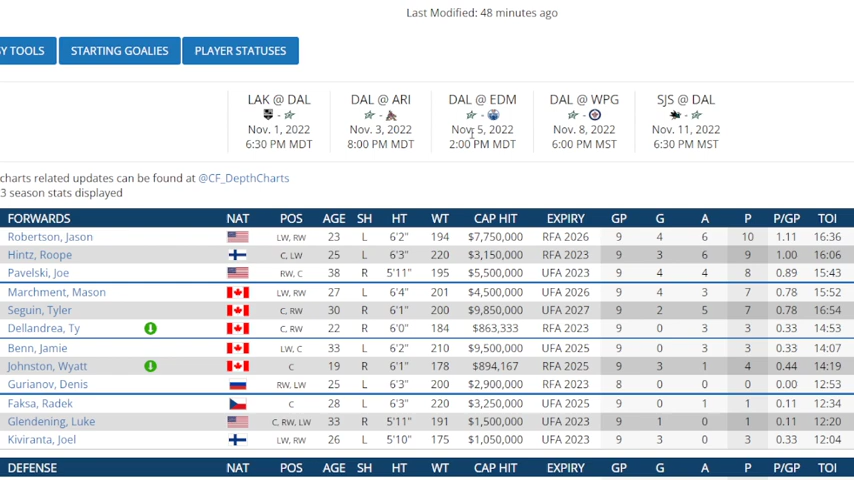 Last Modified: 48 minutes ago
Y TOOLS STARTING GOALIES PLAYER STATUSES
LAK @ DAL DAL @ ARI DAL @ EDM DAL @ WPG SJS @ DAL
Nov. 1, 2022 Nov. 3, 2022 Nov. 5, 2022 Nov. 8, 2022 Nov. 11, 2022
6:30 PM MDT 8:00 PM MDT 2:00 PM MDT 6:00 PM MST 6:30 PM MST
charts related updates can be found at @CF_DepthCharts
3 season stats displayed
FORWARDS NAT POS AGE SH HT WT CAP HIT EXPIRY GP G A P P/GP TOI
Robertson, Jason LW, RW 23 L 6'2" 194 $7,750,000 RFA 2026 9 4 6 10 1.11 16:36
Hintz, Roope C, LW 25 L 6'3" 220 $3,150,000 RFA 2023 9 3 6 9 1.00 16:06
Pavelski, Joe RW, C 38 R 5'11" 195 $5,500,000 UFA 2023 9 4 4 8 0.89 15:43
Marchment, Mason LW, RW 27 L 6'4" 201 $4,500,000 UFA 2026 9 4 3 7 0.78 15:52
Seguin, Tyler C, RW 30 R 6'1" 200 $9,850,000 UFA 2027 9 2 5 7 0.78 16:54
Dellandrea, Ty C, RW 22 R 6'0" 184 $863,333 RFA 2023 9 0 3 3 0.33 14:53
Benn, Jamie LW, C 33 L 6'2" 210 $9,500,000 UFA 2025 9 0 3 3 0.33 14:07
Johnston, Wyatt C 19 R 6'1" 178 $894,167 RFA 2025 9 3 1 4 0.44 14:19
Gurianov, Denis RW, LW 25 L 6'3" 200 $2,900,000 RFA 2023 8 0 0 0 0.00 12:53
Faksa, Radek C 28 L 6'3" 220 $3,250,000 UFA 2025 9 0 1 1 0.11 12:34
Glendening, Luke C, RW, LW 33 R 5'11" 191 $1,500,000 UFA 2023 9 1 0 1 0.11 12:20
Kiviranta, Joel LW, RW 26 L 5'10" 175 $1,050,000 UFA 2023 9 3 0 3 0.33 12:04
DEFENSE NAT POS AGE SH HT WT CAP HIT EXPIRY GP G A P P/GP TOI